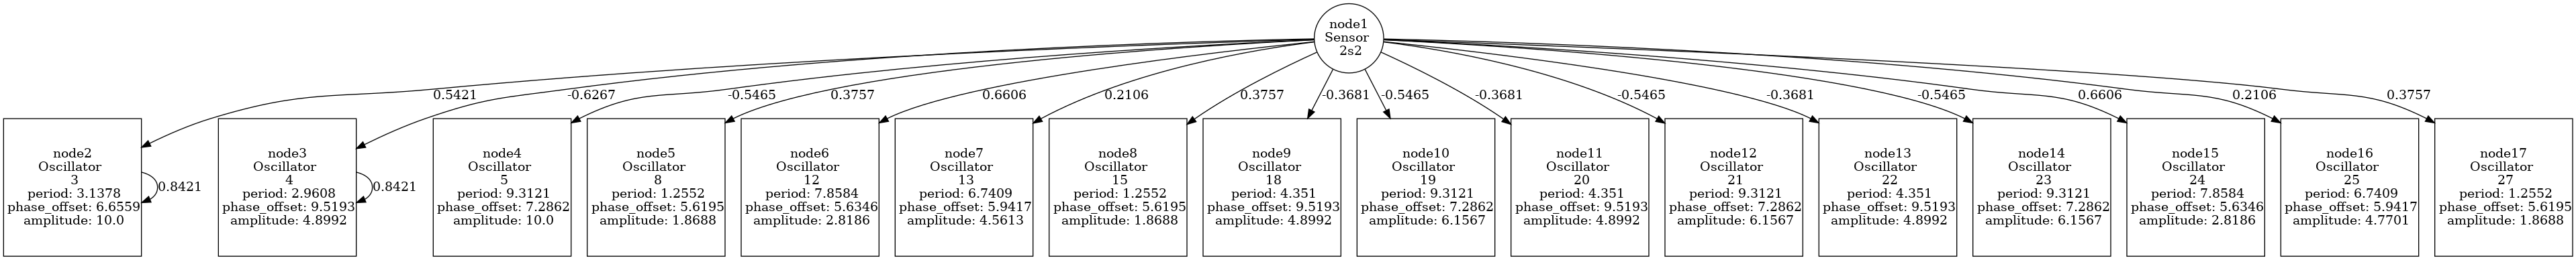 node1
Sensor
2s2
0.5421
-0.6267
-0.5465
0.3757
0.6606
0.2106
0.3757
-0.3681
-0.5465
-0.3681
-0.5465
-0.3681
-0.5465
0.6606
0.2106
0.3757
node2
Oscillator
3
period: 3.1378
phase_offset: 6.6559
amplitude: 10.0
0.8421
node3
Oscillator
4
period: 2.9608
phase_offset: 9.5193
amplitude: 4.8992
0.8421
node4
Oscillator
5
period: 9.3121
phase_offset: 7.2862
amplitude: 10.0
node5
Oscillator
8
period: 1.2552
phase_offset: 5.6195
amplitude: 1.8688
node6
Oscillator
12
period: 7.8584
phase_offset: 5.6346
amplitude: 2.8186
node7
Oscillator
13
period: 6.7409
phase_offset: 5.9417
amplitude: 4.5613
node8
Oscillator
15
period: 1.2552
phase_offset: 5.6195
amplitude: 1.8688
node9
Oscillator
18
period: 4.351
phase_offset: 9.5193
amplitude: 4.8992
node10
Oscillator
19
period: 9.3121
phase_offset: 7.2862
amplitude: 6.1567
node11
Oscillator
20
period: 4.351
phase_offset: 9.5193
amplitude: 4.8992
node12
Oscillator
21
period: 9.3121
phase_offset: 7.2862
amplitude: 6.1567
node13
Oscillator
22
period: 4.351
phase_offset: 9.5193
amplitude: 4.8992
node14
Oscillator
23
period: 9.3121
phase_offset: 7.2862
amplitude: 6.1567
node15
Oscillator
24
period: 7.8584
phase_offset: 5.6346
amplitude: 2.8186
node16
Oscillator
25
period: 6.7409
phase_offset: 5.9417
amplitude: 4.7701
node17
Oscillator
27
period: 1.2552
phase_offset: 5.6195
amplitude: 1.8688